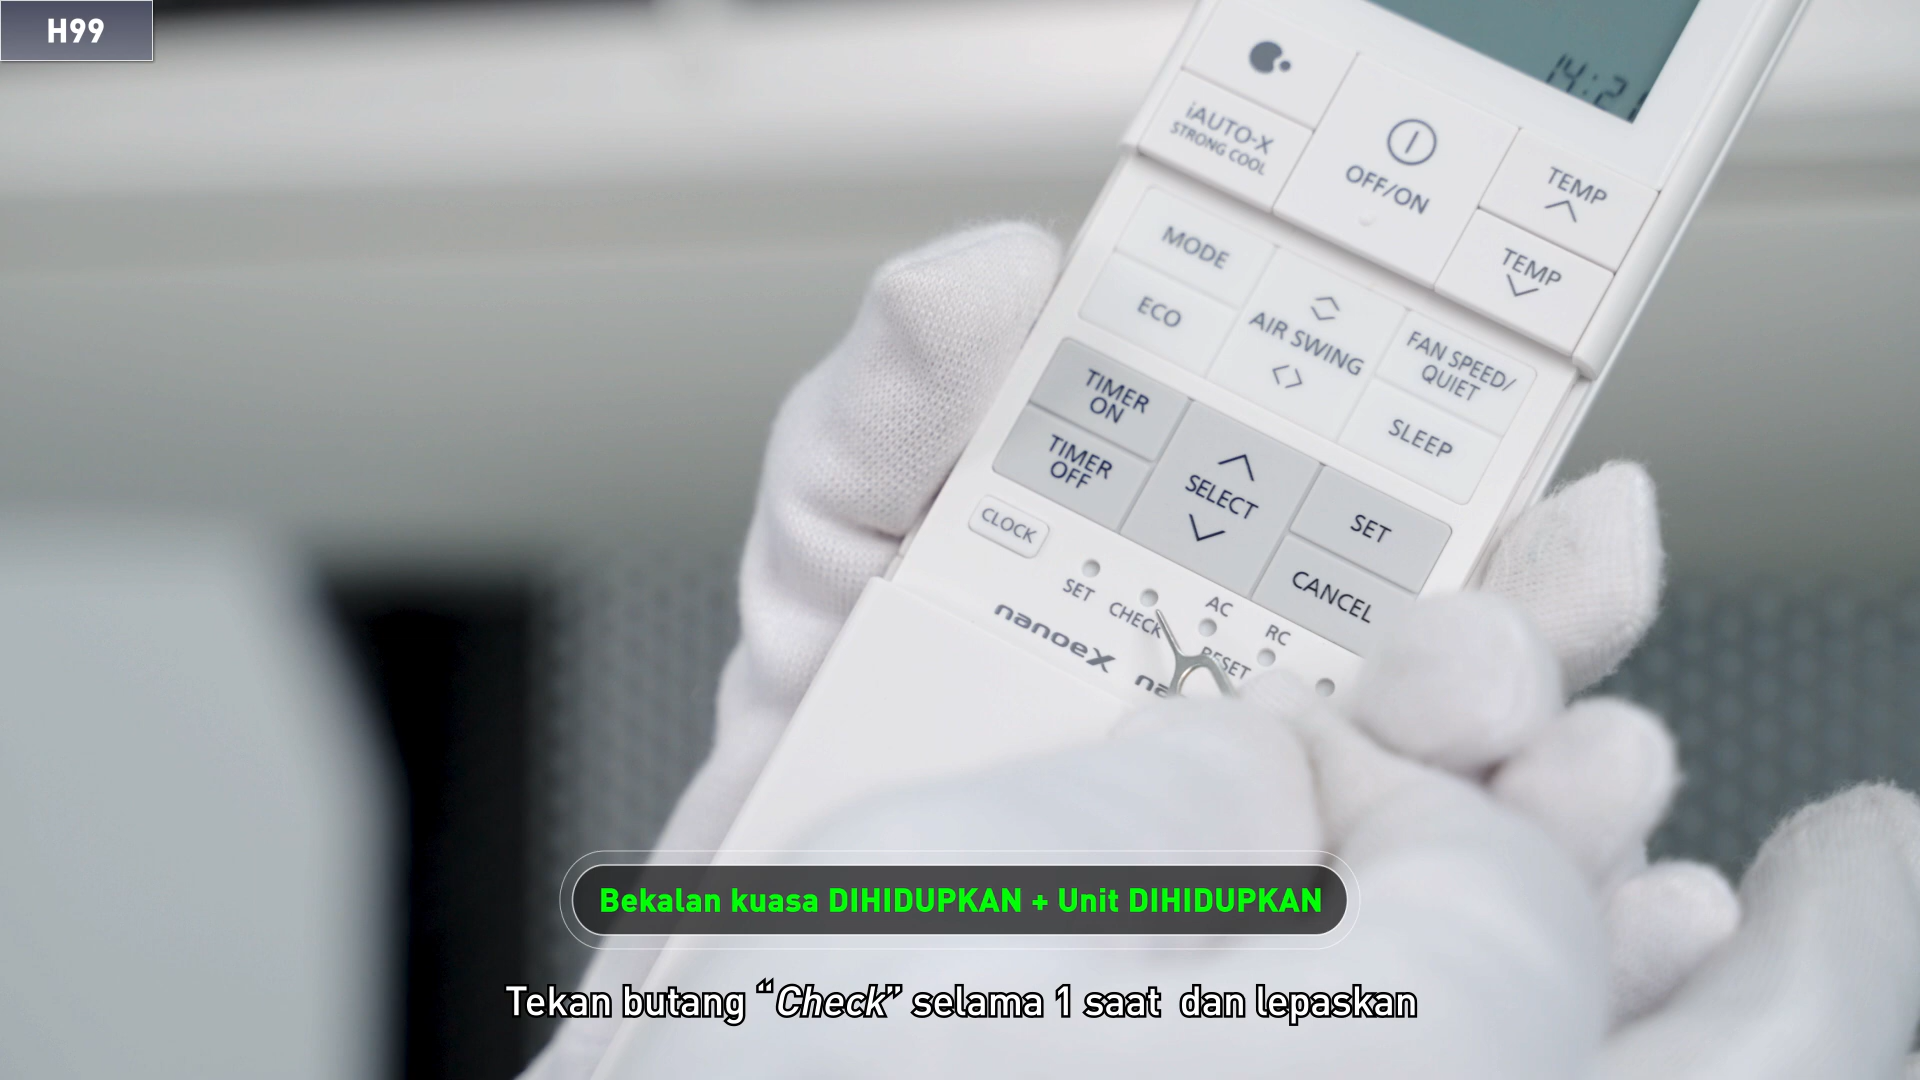 H99
14:2
iAUTO-X
STRONG COOL
OFF/ON
TEMP
TEMP
MODE
ECO
AIR SWING
FAN SPEED/
QUIET
SLEEP
TIMER
ON
TIMER
OFF
SELECT
SET
CANCEL
CLOCK
SET
CHECK
AC
RC
RESET
nanoeX
Bekalan kuasa DIHIDUPKAN + Unit DIHIDUPKAN
Tekan butang “Check” selama 1 saat dan lepaskan